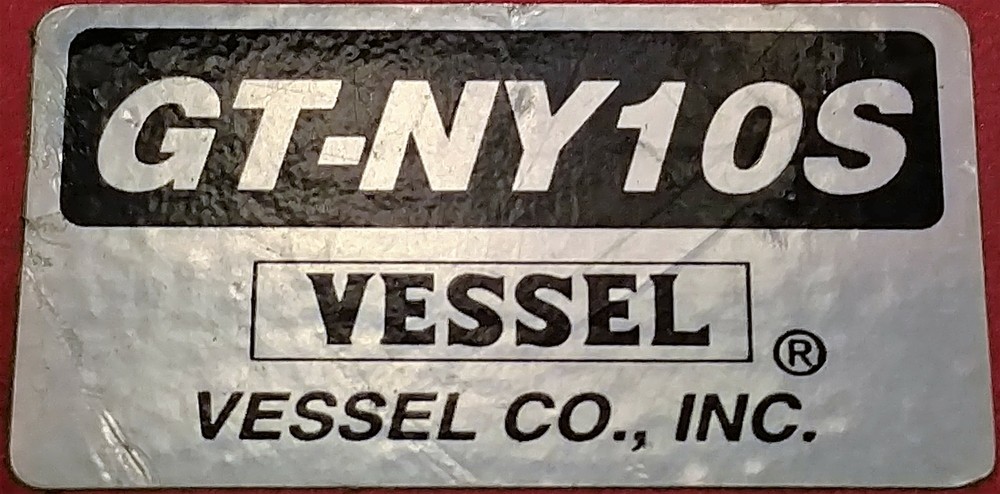 GT-NY10S
VESSEL ®
VESSEL CO., INC.